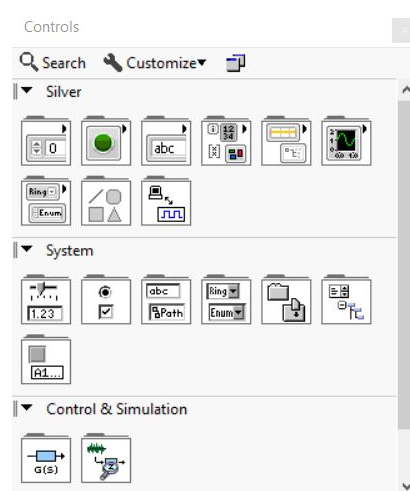 Controls
Search Customize
Silver
0 abc 12 34
Ring Enum
System
1.23 abc Path Ring Enum
A1...
Control & Simulation
G(s)